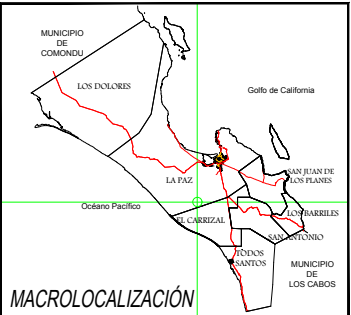 MUNICIPIO
DE
COMONDU
LOS DOLORES
Golfo de California
SAN JUAN DE
LOS PLANES
LA PAZ
Océano Pacífico
EL CARRIZAL
LOS BARRILES
SAN ANTONIO
TODOS
SANTOS
MUNICIPIO
DE
LOS CABOS
MACROLOCALIZACIÓN